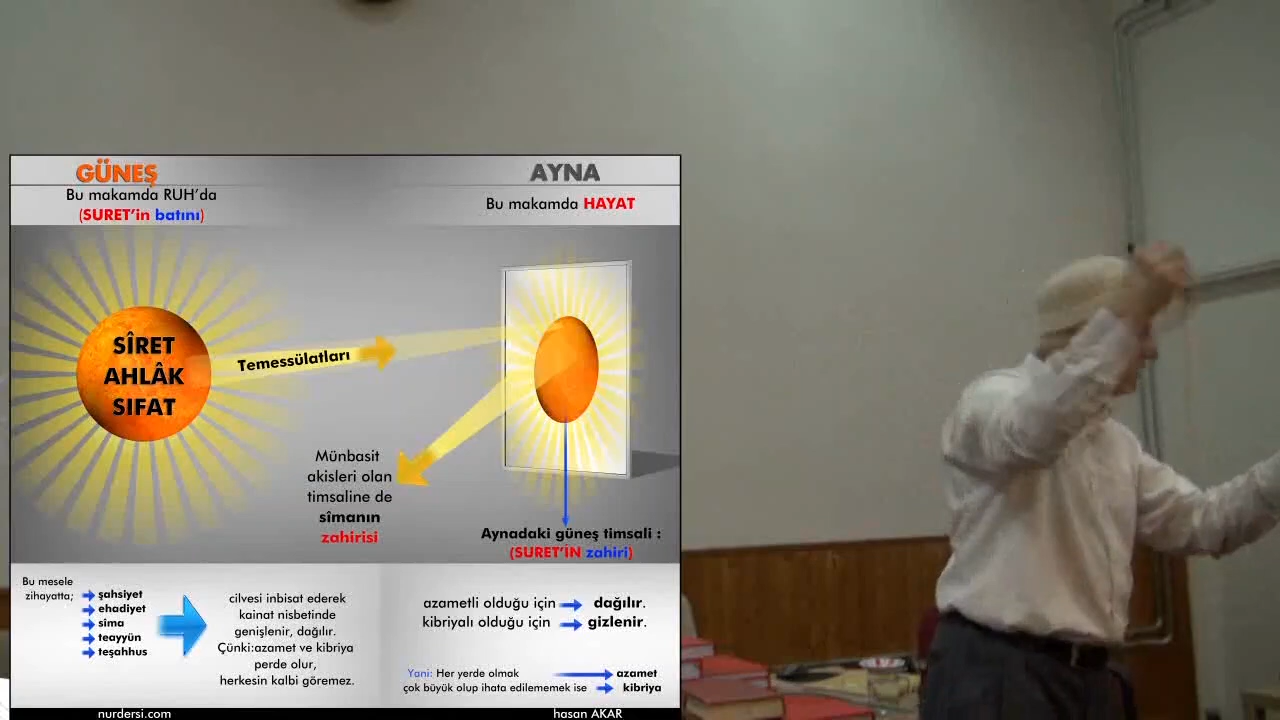 GÜNEŞ
Bu makamda RUH'da
(SURET'in batını)
AYNA
Bu makamda HAYAT
SÎRET
AHLÂK
SIFAT
Temessülatları
Münbasit
akisleri olan
timsaline de
sîmanın
zahirisi
Aynadaki güneş timsali :
(SURET'İN zahiri)
Bu mesele
zihayatta;
şahsiyet
ehadiyet
sîma
teayyün
teşahhus
cilvesi inbisat ederek
kainat nisbetinde
genişlenir, dağılır.
Çünki:azamet ve kibriya
perde olur,
herkesin kalbi göremez.
azametli olduğu için dağılır.
kibriyalı olduğu için gizlenir.
Yani: Her yerde olmak azamet
çok büyük olup ihata edilememek ise kibriya
nurdersi.com
hasan AKAR